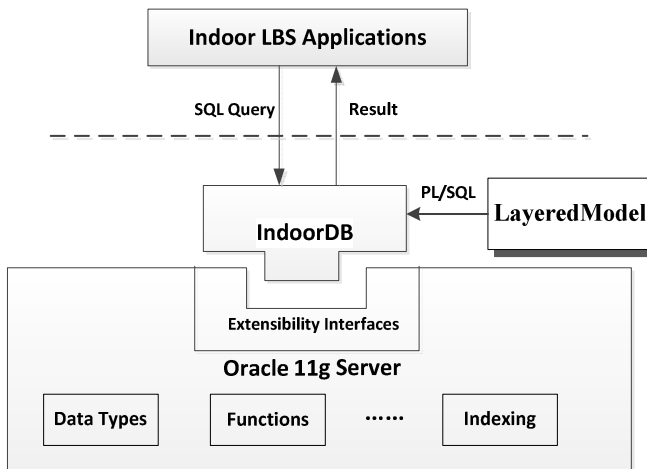 Indoor LBS Applications
SQL Query
Result
PL/SQL
LayeredModel
IndoorDB
Extensibility Interfaces
Oracle 11g Server
Data Types
Functions
......
Indexing